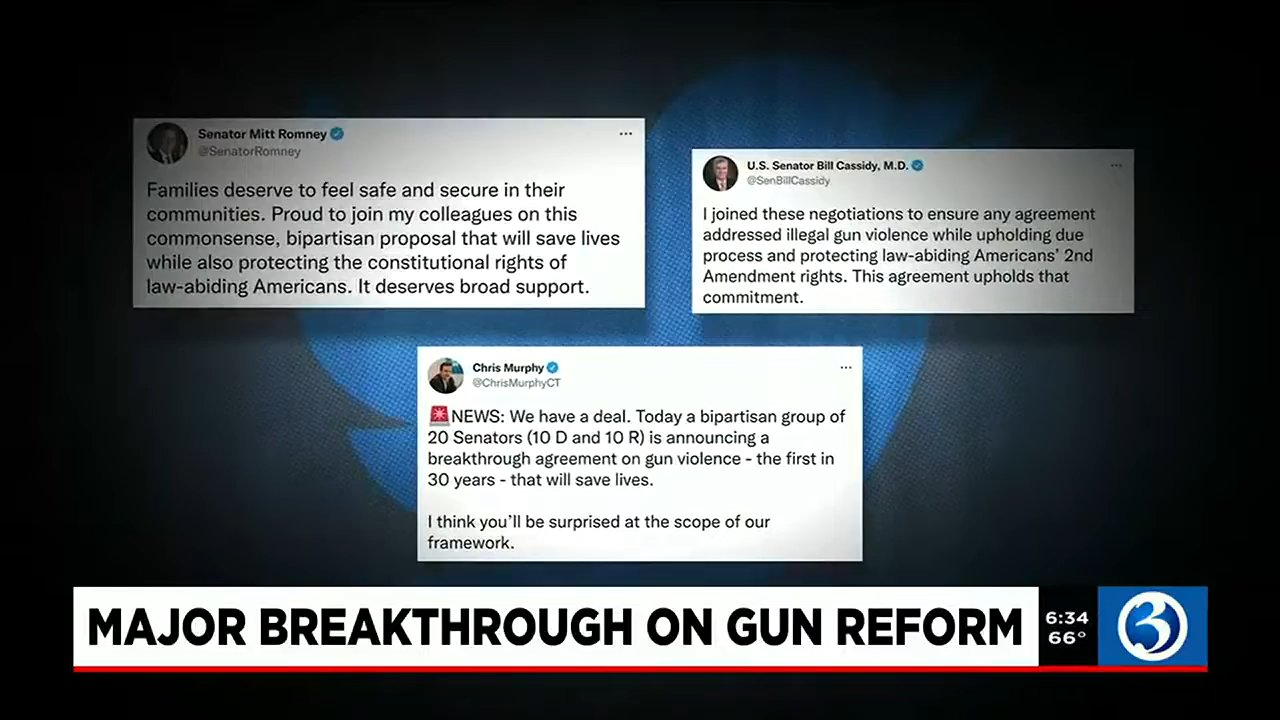 Senator Mitt Romney
@SenatorRomney
Families deserve to feel safe and secure in their
communities. Proud to join my colleagues on this
commonsense, bipartisan proposal that will save lives
while also protecting the constitutional rights of
law-abiding Americans. It deserves broad support.
U.S. Senator Bill Cassidy, M.D.
@SenBillCassidy
I joined these negotiations to ensure any agreement
addressed illegal gun violence while upholding due
process and protecting law-abiding Americans’ 2nd
Amendment rights. This agreement upholds that
commitment.
Chris Murphy
@ChrisMurphyCT
🚨NEWS: We have a deal. Today a bipartisan group of
20 Senators (10 D and 10 R) is announcing a
breakthrough agreement on gun violence - the first in
30 years - that will save lives.
I think you’ll be surprised at the scope of our
framework.
MAJOR BREAKTHROUGH ON GUN REFORM
6:34
66°
3